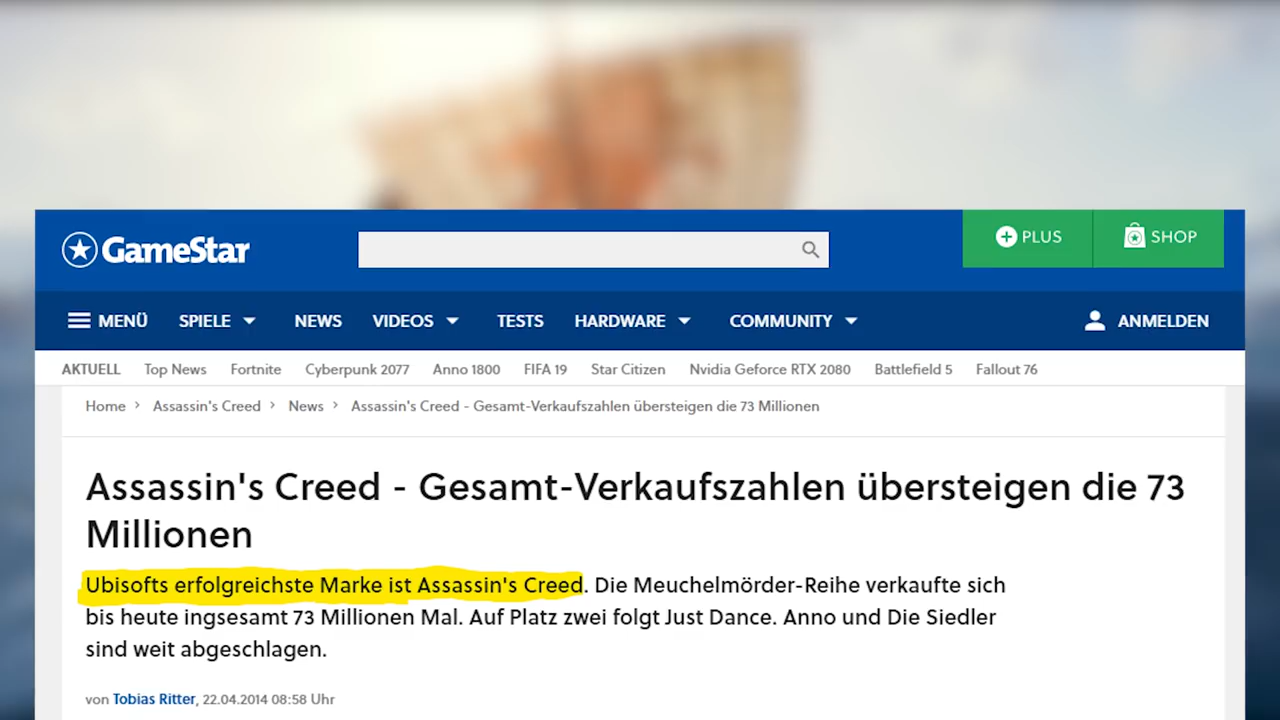 GameStar
PLUS
SHOP
MENÜ SPIELE NEWS VIDEOS TESTS HARDWARE COMMUNITY ANMELDEN
AKTUELL Top News Fortnite Cyberpunk 2077 Anno 1800 FIFA 19 Star Citizen Nvidia Geforce RTX 2080 Battlefield 5 Fallout 76
Home › Assassin's Creed › News › Assassin's Creed - Gesamt-Verkaufszahlen übersteigen die 73 Millionen
Assassin's Creed - Gesamt-Verkaufszahlen übersteigen die 73
Millionen
Ubisofts erfolgreichste Marke ist Assassin's Creed. Die Meuchelmörder-Reihe verkaufte sich
bis heute ingsesamt 73 Millionen Mal. Auf Platz zwei folgt Just Dance. Anno und Die Siedler
sind weit abgeschlagen.
von Tobias Ritter, 22.04.2014 08:58 Uhr